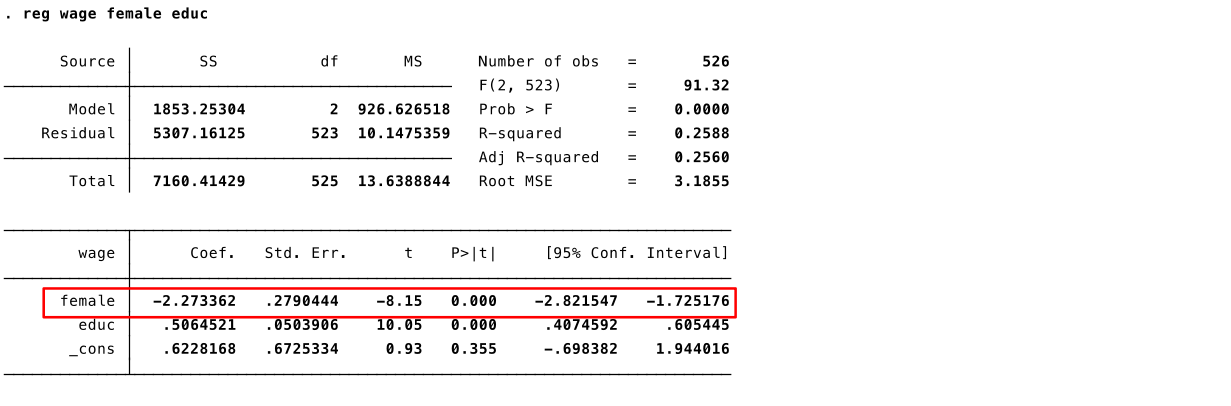 . reg wage female educ
Source SS df MS Number of obs = 526
F(2, 523) = 91.32
Model 1853.25304 2 926.626518 Prob > F = 0.0000
Residual 5307.16125 523 10.1475359 R-squared = 0.2588
Adj R-squared = 0.2560
Total 7160.41429 525 13.6388844 Root MSE = 3.1855
wage Coef. Std. Err. t P>|t| [95% Conf. Interval]
female -2.273362 .2790444 -8.15 0.000 -2.821547 -1.725176
educ .5064521 .0503906 10.05 0.000 .4074592 .605445
_cons .6228168 .6725334 0.93 0.355 -.698382 1.944016